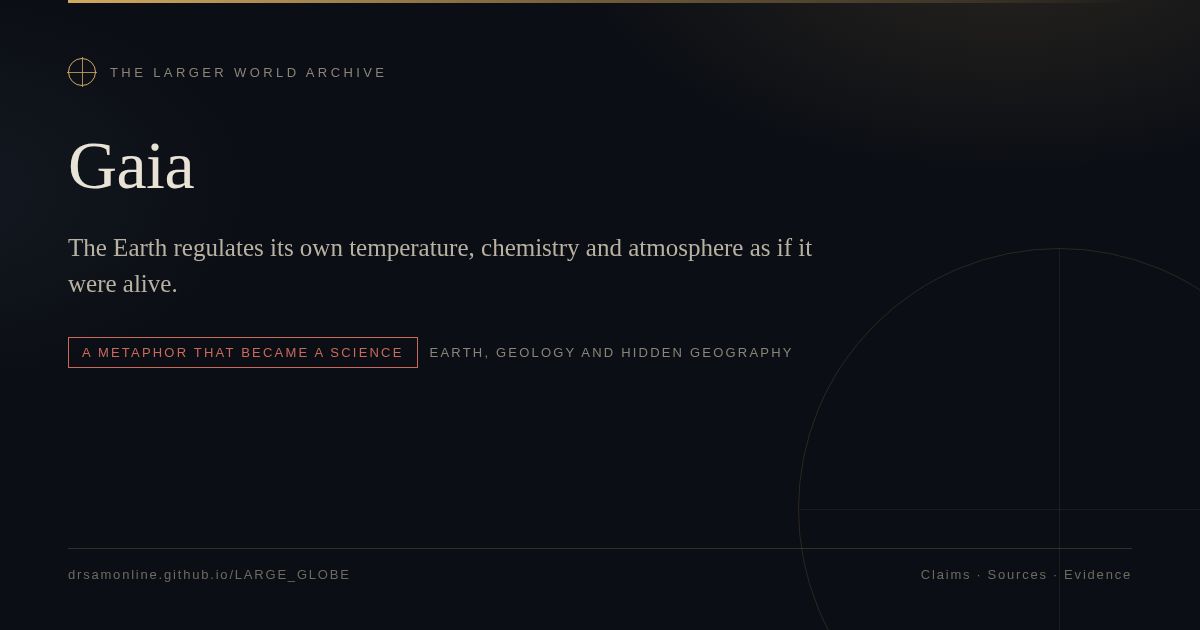 THE LARGER WORLD ARCHIVE
Gaia
The Earth regulates its own temperature, chemistry and atmosphere as if it
were alive.
A METAPHOR THAT BECAME A SCIENCE EARTH, GEOLOGY AND HIDDEN GEOGRAPHY
drsamonline.github.io/LARGE_GLOBE Claims · Sources · Evidence